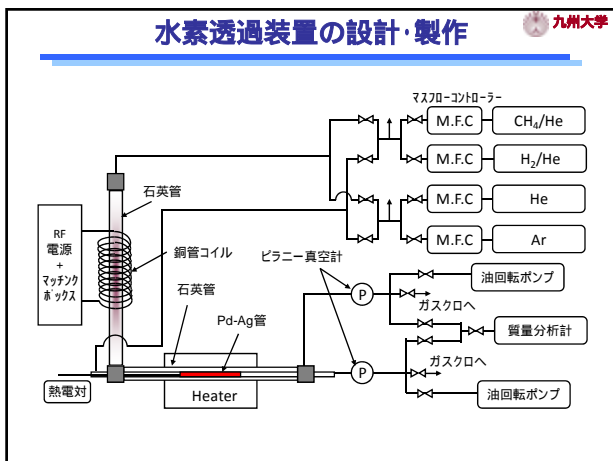 水素透過装置の設計･製作
九州大学
ﾏｽﾌﾛｰｺﾝﾄﾛｰﾗｰ
M.F.C
CH₄/He
M.F.C
H₂/He
M.F.C
He
M.F.C
Ar
石英管
RF
電源
+
ﾏｯﾁﾝｸ
ﾎﾞｯｸｽ
銅管コイル
ピラニー真空計
石英管
Pd-Ag管
P
油回転ポンプ
ガスクロへ
質量分析計
ガスクロへ
P
油回転ポンプ
熱電対
Heater